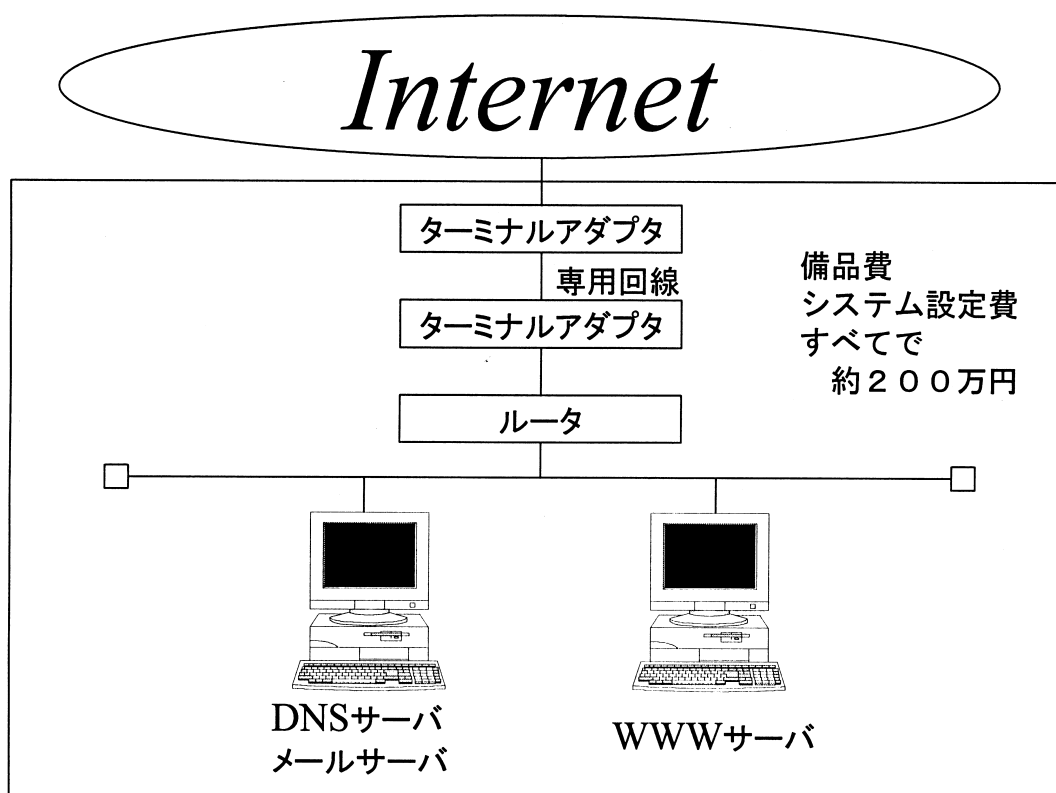 Internet
ターミナルアダプタ
専用回線
ターミナルアダプタ
備品費
システム設定費
すべてで
約２００万円
ルータ
DNSサーバ
メールサーバ
WWWサーバ